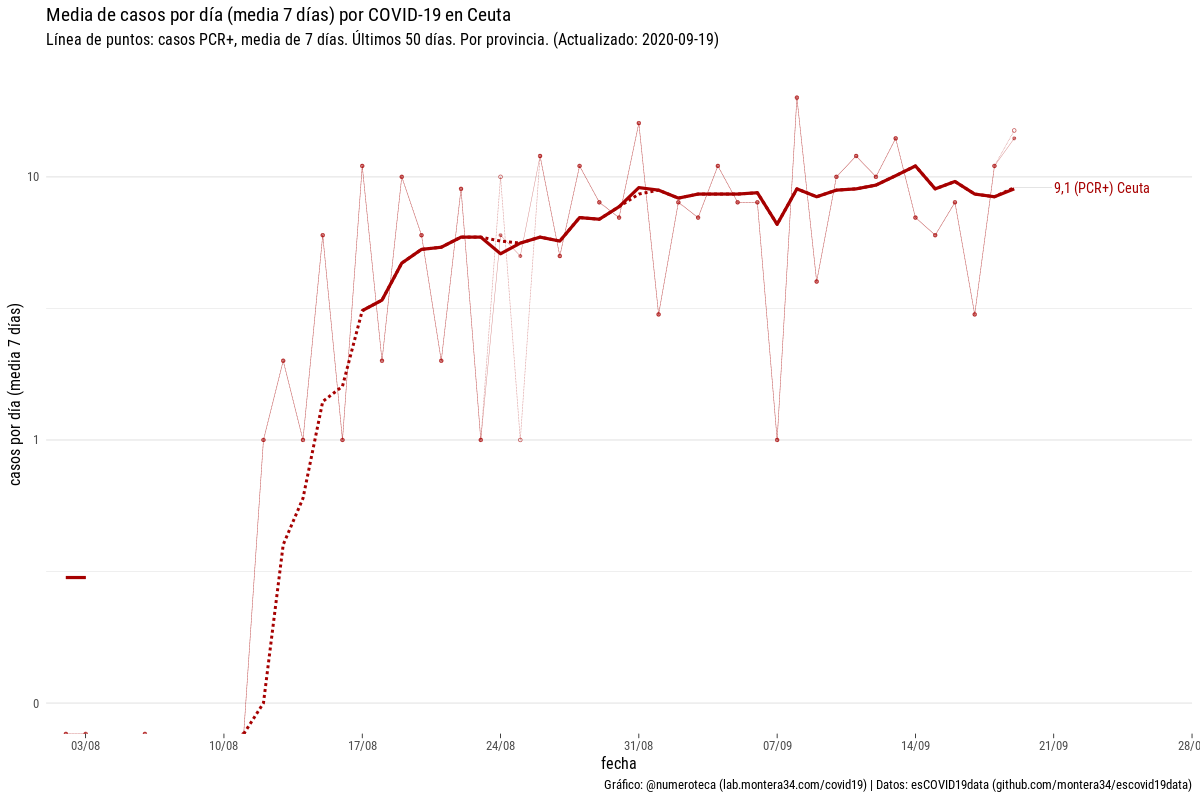 Media de casos por día (media 7 días) por COVID-19 en Ceuta
Línea de puntos: casos PCR+, media de 7 días. Últimos 50 días. Por provincia. (Actualizado: 2020-09-19)
casos por día (media 7 días)
10
1
0
9,1 (PCR+) Ceuta
03/08
10/08
17/08
24/08
31/08
07/09
14/09
21/09
28/0
fecha
Gráfico: @numeroteca (lab.montera34.com/covid19) | Datos: esCOVID19data (github.com/montera34/escovid19data)